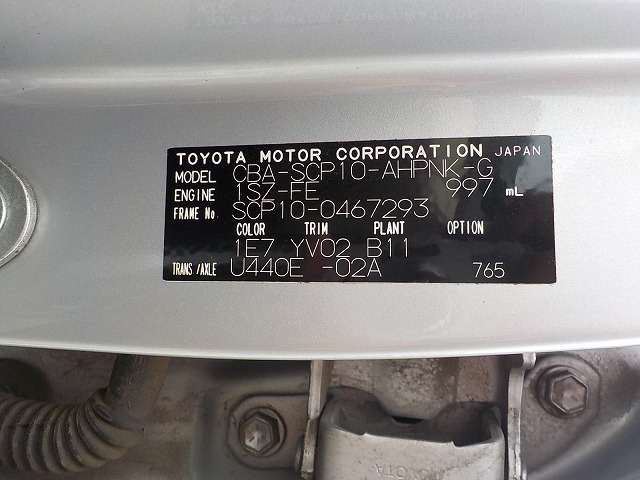 TOYOTA MOTOR CORPORATION JAPAN
MODEL CBA-SCP10-AHPNK-G
ENGINE 1SZ-FE 997 mL
FRAME No. SCP10-0467293
COLOR TRIM PLANT OPTION
1E7 YV02 B11
TRANS/AXLE U440E -02A 765
TOYOTA